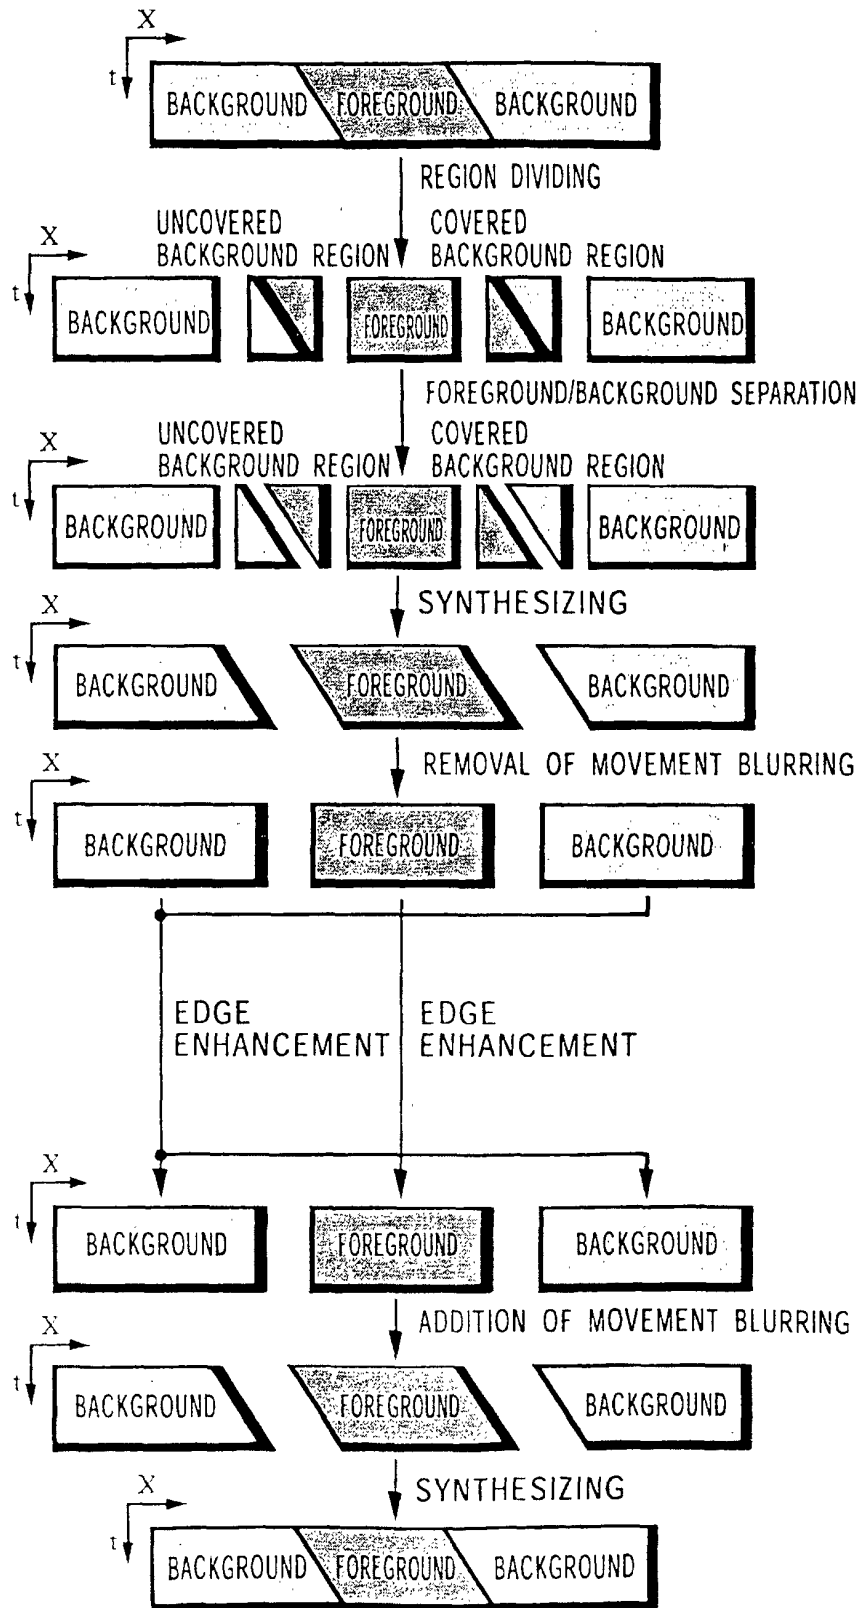 X
t
BACKGROUND FOREGROUND BACKGROUND
REGION DIVIDING
UNCOVERED BACKGROUND REGION
COVERED BACKGROUND REGION
X
t
BACKGROUND FOREGROUND BACKGROUND
FOREGROUND/BACKGROUND SEPARATION
UNCOVERED BACKGROUND REGION
COVERED BACKGROUND REGION
X
t
BACKGROUND FOREGROUND BACKGROUND
SYNTHESIZING
X
t
BACKGROUND FOREGROUND BACKGROUND
REMOVAL OF MOVEMENT BLURRING
X
t
BACKGROUND FOREGROUND BACKGROUND
EDGE ENHANCEMENT
EDGE ENHANCEMENT
X
t
BACKGROUND FOREGROUND BACKGROUND
ADDITION OF MOVEMENT BLURRING
X
t
BACKGROUND FOREGROUND BACKGROUND
SYNTHESIZING
X
t
BACKGROUND FOREGROUND BACKGROUND